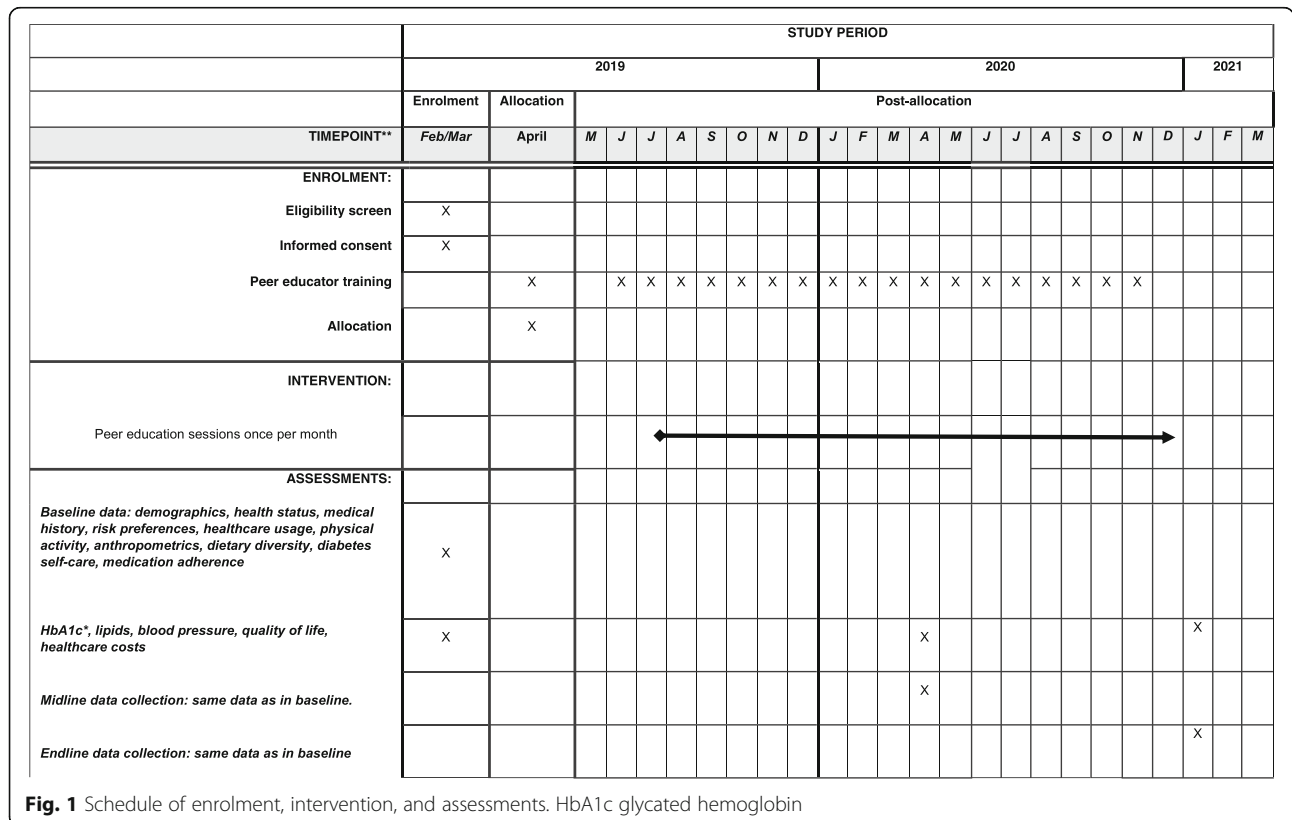 STUDY PERIOD
2019 2020 2021
Enrolment Allocation Post-allocation
TIMEPOINT** Feb/Mar April M J J A S O N D J F M A M J J A S O N D J F M
ENROLMENT:
Eligibility screen X
Informed consent X
Peer educator training X X X X X X X X X X X X X X X X X X X
Allocation X
INTERVENTION:
Peer education sessions once per month
ASSESSMENTS:
Baseline data: demographics, health status, medical
history, risk preferences, healthcare usage, physical
activity, anthropometrics, dietary diversity, diabetes
self-care, medication adherence X
HbA1c*, lipids, blood pressure, quality of life,
healthcare costs X X X
Midline data collection: same data as in baseline. X
Endline data collection: same data as in baseline X
Fig. 1 Schedule of enrolment, intervention, and assessments. HbA1c glycated hemoglobin